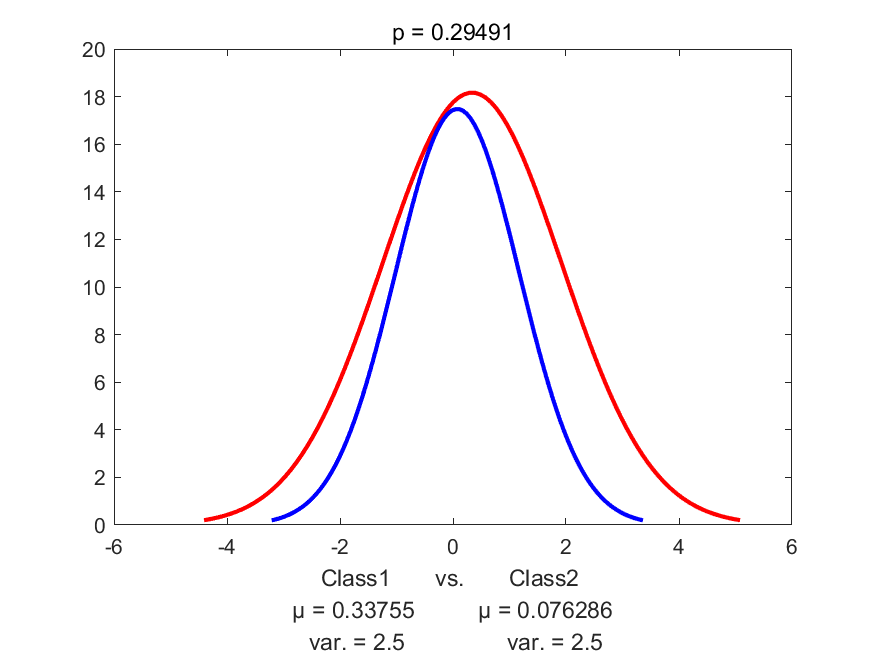 p = 0.29491
20
18
16
14
12
10
8
6
4
2
0
-6 -4 -2 0 2 4 6
Class1 vs. Class2
μ = 0.33755 μ = 0.076286
var. = 2.5 var. = 2.5